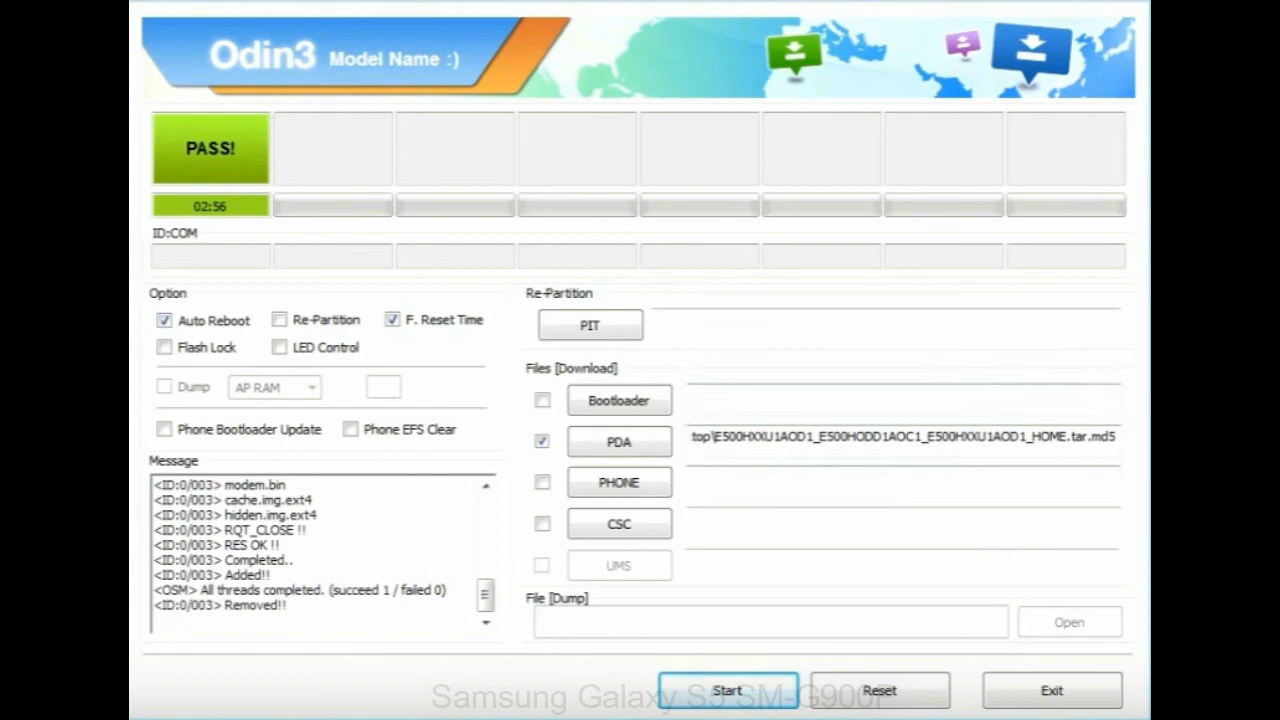 Odin3 Model Name :)
PASS!
02:56
ID:COM
Option
Auto Reboot Re-Partition F. Reset Time
Flash Lock LED Control
Dump AP RAM
Phone Bootloader Update Phone EFS Clear
Message
<ID:0/003> modem.bin
<ID:0/003> cache.img.ext4
<ID:0/003> hidden.img.ext4
<ID:0/003> RQT_CLOSE !!
<ID:0/003> RES OK !!
<ID:0/003> Completed..
<ID:0/003> Added!!
<OSM> All threads completed. (succeed 1 / failed 0)
<ID:0/003> Removed!!
Re-Partition
PIT
Files [Download]
Bootloader
PDA top\E500HXXU1AOD1_E500HODD1AOC1_E500HXXU1AOD1_HOME.tar.md5
PHONE
CSC
UMS
File [Dump]
Open
Start Reset Exit
Samsung Galaxy S5 SM-G900F